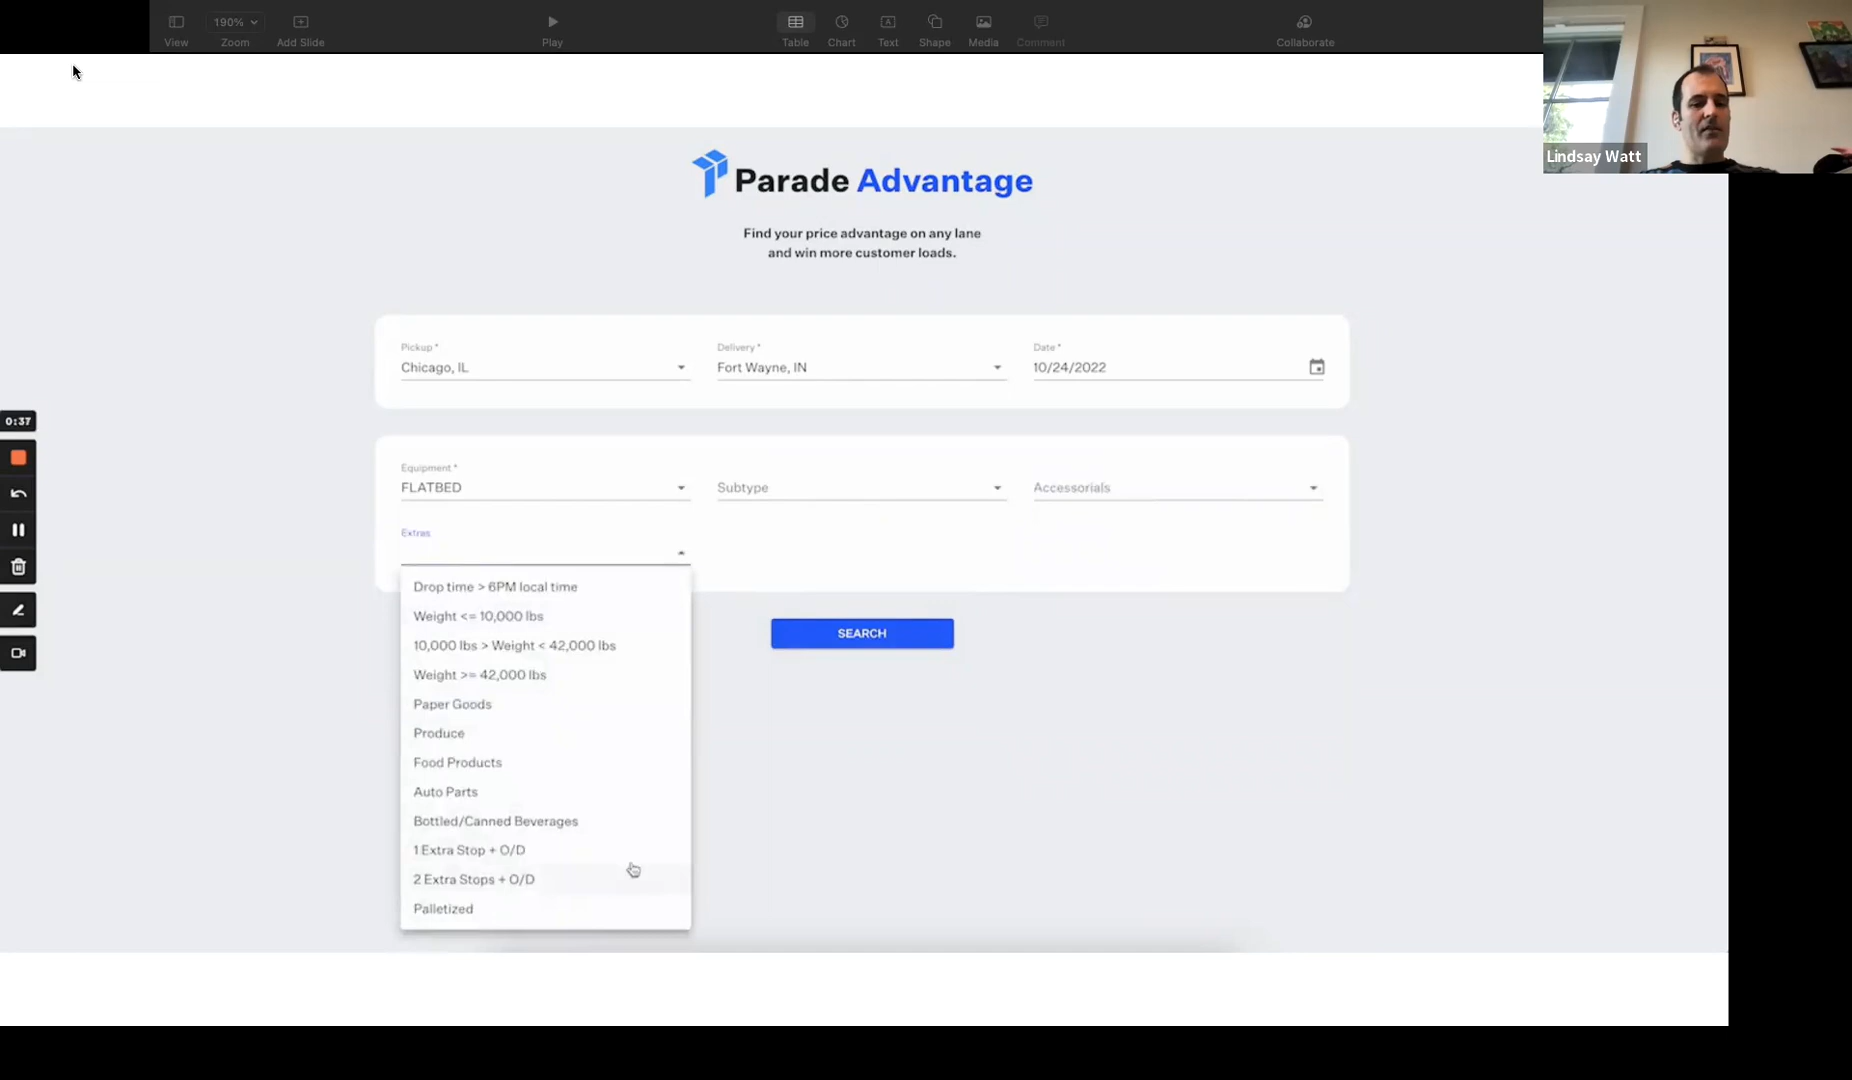 190%
View
Zoom
Add Slide
Play
Table
Chart
Text
Shape
Media
Comment
Collaborate
Lindsay Watt
Parade Advantage
Find your price advantage on any lane
and win more customer loads.
Pickup *
Chicago, IL
Delivery *
Fort Wayne, IN
Date *
10/24/2022
0:37
Equipment *
FLATBED
Subtype
Accessorials
Extras
Drop time > 6PM local time
Weight <= 10,000 lbs
10,000 lbs > Weight < 42,000 lbs
Weight >= 42,000 lbs
Paper Goods
Produce
Food Products
Auto Parts
Bottled/Canned Beverages
1 Extra Stop + O/D
2 Extra Stops + O/D
Palletized
SEARCH